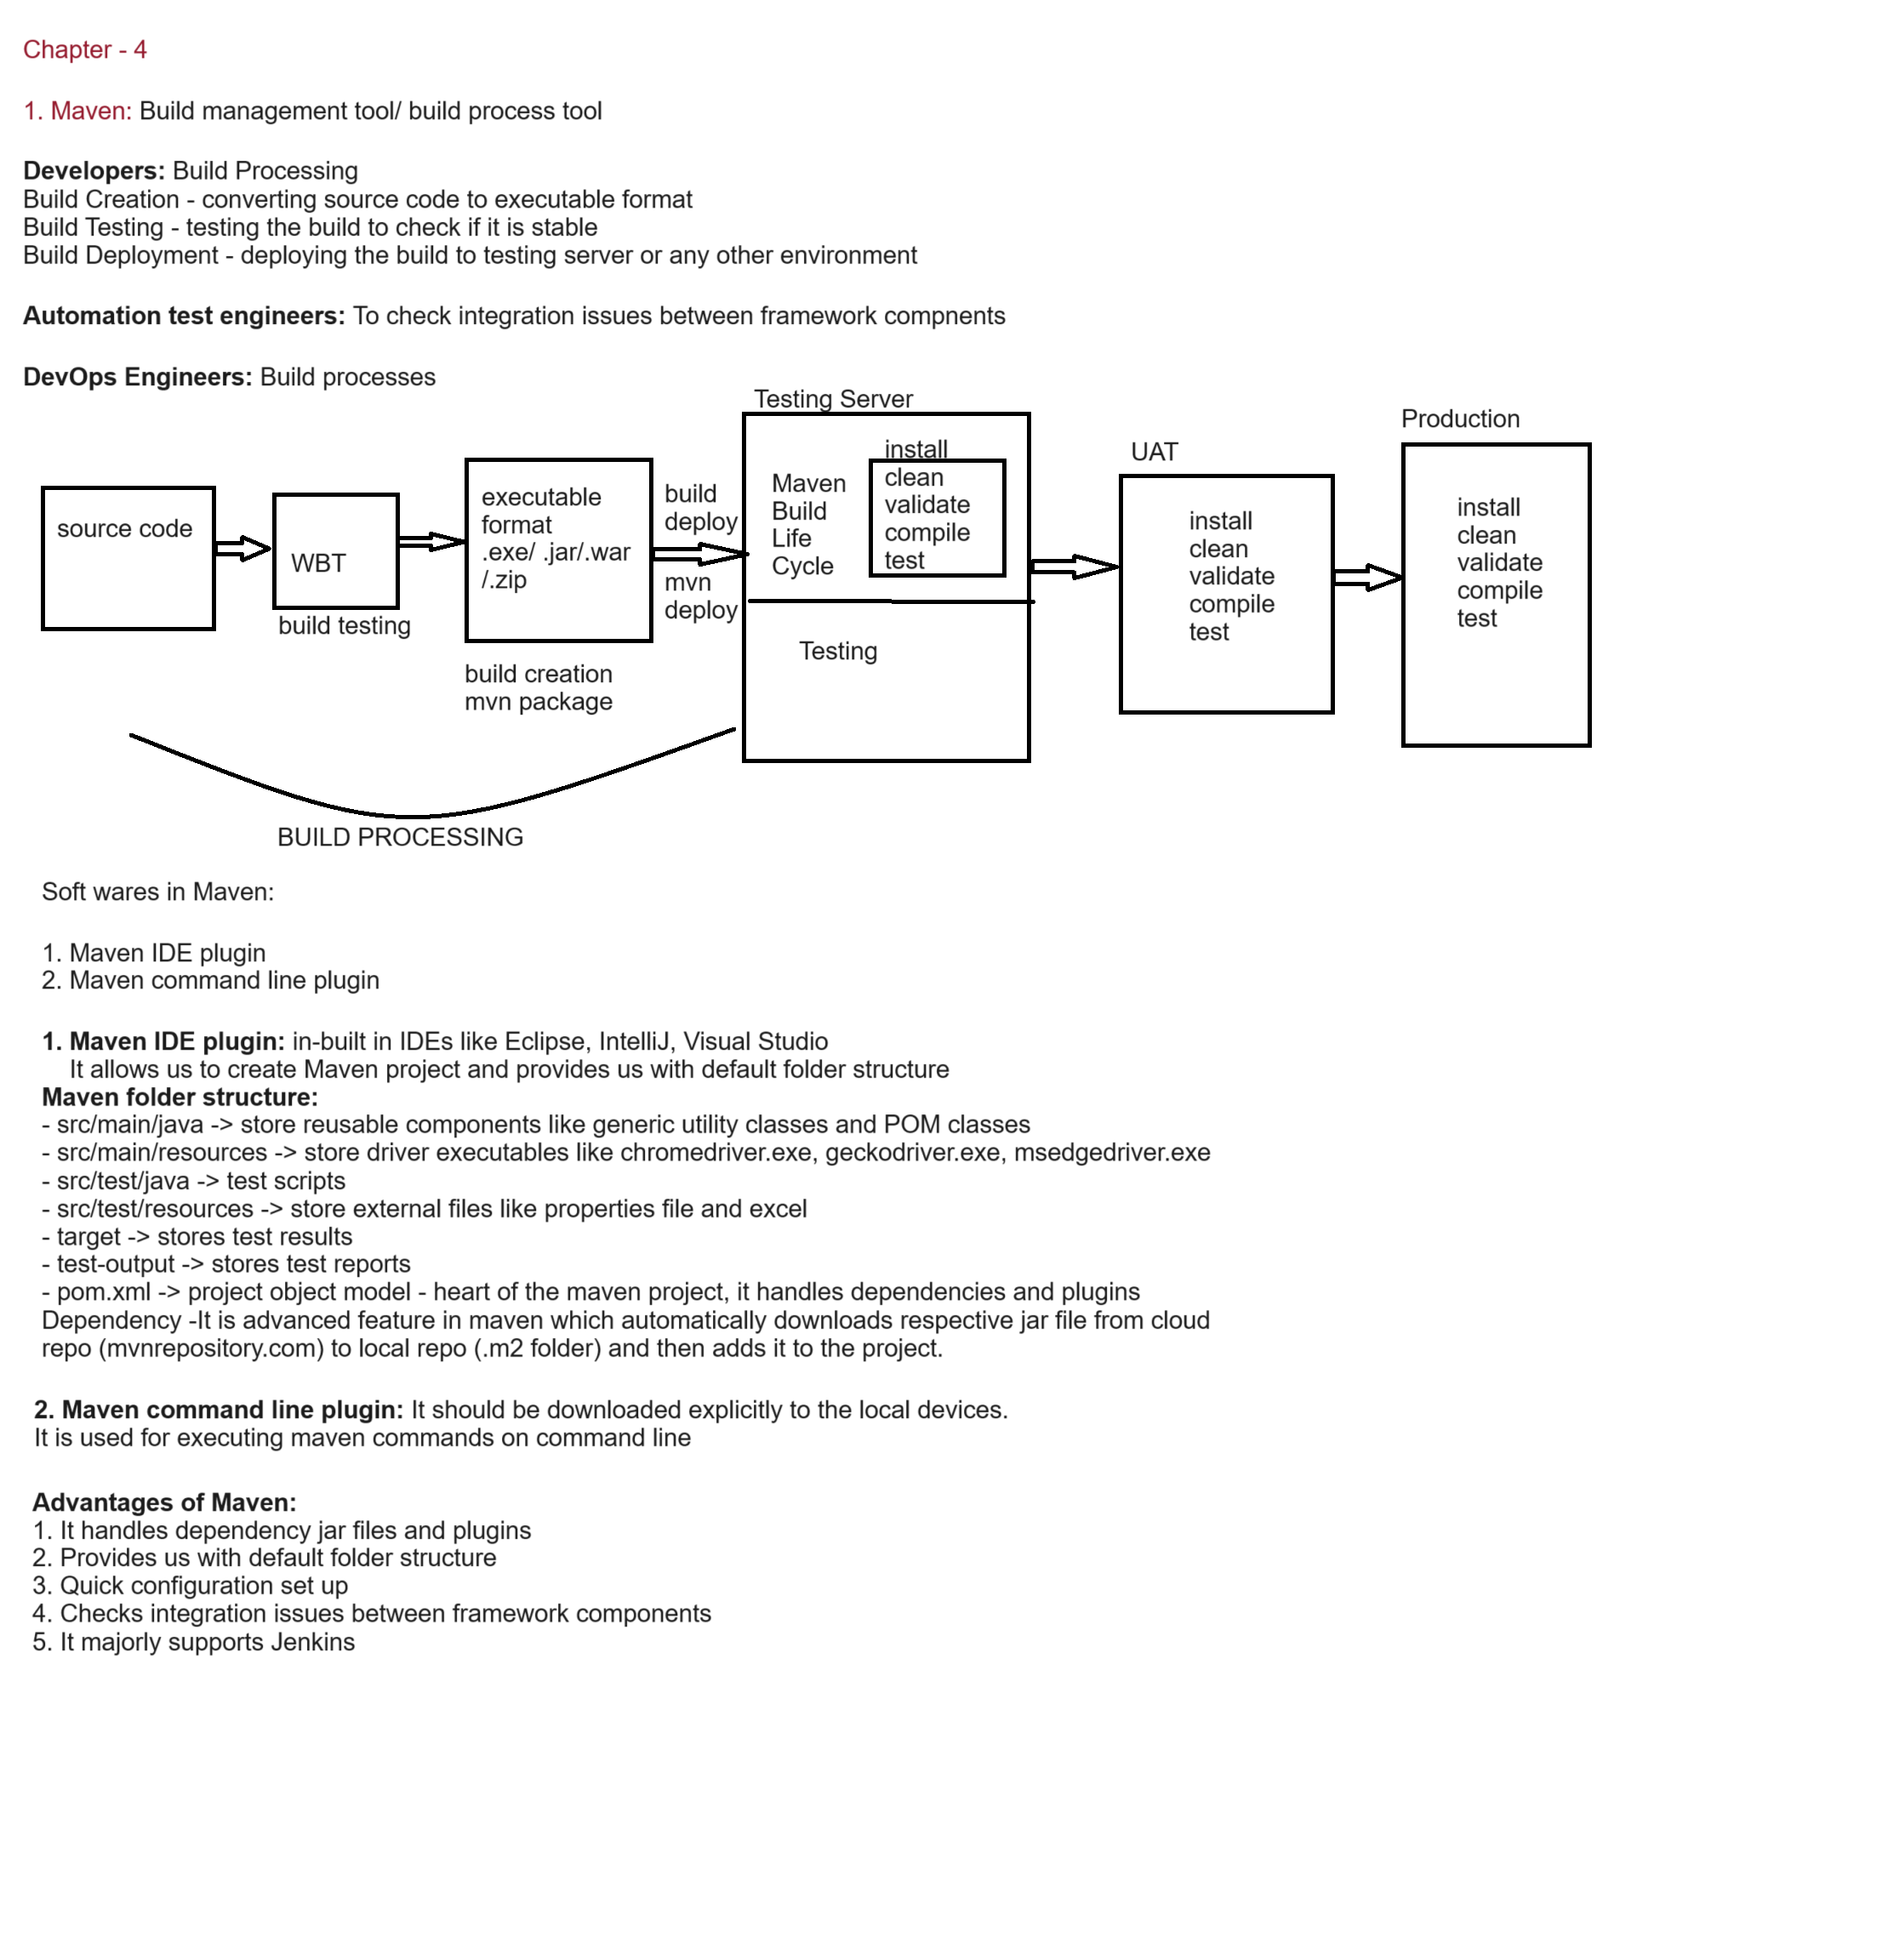 Chapter - 4
1. Maven: Build management tool/ build process tool
Developers: Build Processing
Build Creation - converting source code to executable format
Build Testing - testing the build to check if it is stable
Build Deployment - deploying the build to testing server or any other environment
Automation test engineers: To check integration issues between framework compnents
DevOps Engineers: Build processes
source code
WBT
build testing
executable
format
.exe/ .jar/.war
/.zip
build creation
mvn package
build
deploy
mvn
deploy
Testing Server
Maven
Build
Life
Cycle
install
clean
validate
compile
test
Testing
UAT
install
clean
validate
compile
test
Production
install
clean
validate
compile
test
BUILD PROCESSING
Soft wares in Maven:
1. Maven IDE plugin
2. Maven command line plugin
1. Maven IDE plugin: in-built in IDEs like Eclipse, IntelliJ, Visual Studio
It allows us to create Maven project and provides us with default folder structure
Maven folder structure:
- src/main/java -> store reusable components like generic utility classes and POM classes
- src/main/resources -> store driver executables like chromedriver.exe, geckodriver.exe, msedgedriver.exe
- src/test/java -> test scripts
- src/test/resources -> store external files like properties file and excel
- target -> stores test results
- test-output -> stores test reports
- pom.xml -> project object model - heart of the maven project, it handles dependencies and plugins
Dependency -It is advanced feature in maven which automatically downloads respective jar file from cloud
repo (mvnrepository.com) to local repo (.m2 folder) and then adds it to the project.
2. Maven command line plugin: It should be downloaded explicitly to the local devices.
It is used for executing maven commands on command line
Advantages of Maven:
1. It handles dependency jar files and plugins
2. Provides us with default folder structure
3. Quick configuration set up
4. Checks integration issues between framework components
5. It majorly supports Jenkins